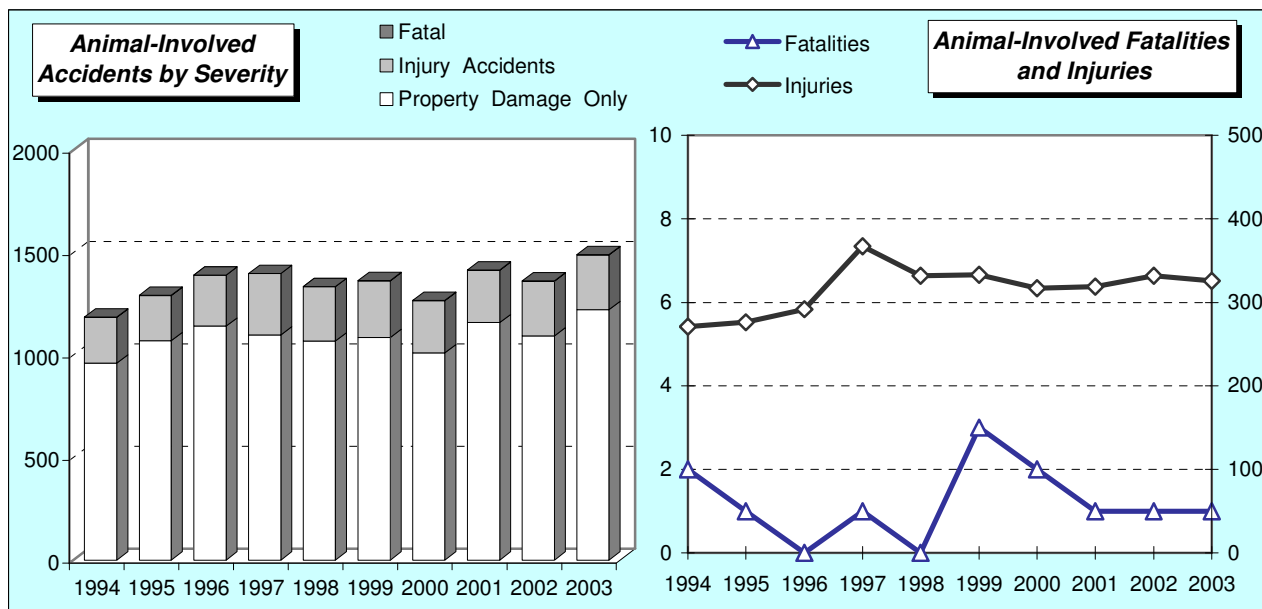 Animal-Involved
Accidents by Severity
Fatal
Injury Accidents
Property Damage Only
2000
1500
1000
500
0
1994 1995 1996 1997 1998 1999 2000 2001 2002 2003
Fatalities
Injuries
Animal-Involved Fatalities
and Injuries
10
8
6
4
2
0
500
400
300
200
100
0
1994 1995 1996 1997 1998 1999 2000 2001 2002 2003